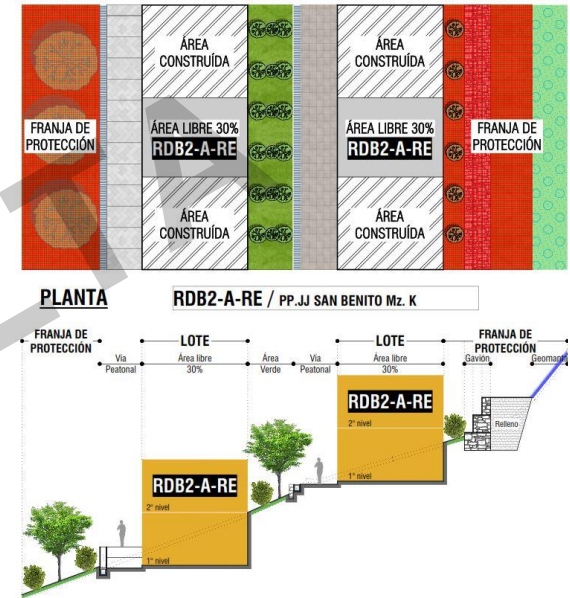 ÁREA
CONSTRUÍDA
ÁREA
CONSTRUÍDA
FRANJA DE
PROTECCIÓN
ÁREA LIBRE 30%
RDB2-A-RE
ÁREA LIBRE 30%
RDB2-A-RE
FRANJA DE
PROTECCIÓN
ÁREA
CONSTRUÍDA
ÁREA
CONSTRUÍDA
PLANTA
RDB2-A-RE / PP.JJ SAN BENITO Mz. K
FRANJA DE
PROTECCIÓN
LOTE
LOTE
FRANJA DE
PROTECCIÓN
Vía
Peatonal
Área libre
30%
Área
Verde
Vía
Peatonal
Área libre
30%
Gavión
Geomanta
RDB2-A-RE
2° nivel
1° nivel
Relleno
RDB2-A-RE
2° nivel
1° nivel